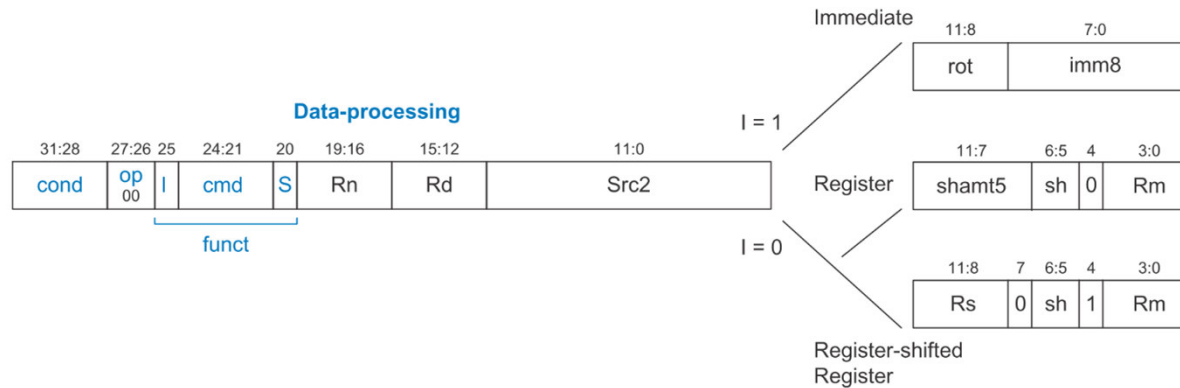 Immediate
11:8 7:0
rot imm8
Data-processing
I = 1
31:28 27:26 25 24:21 20 19:16 15:12 11:0
cond op 00 I cmd S Rn Rd Src2
funct
I = 0
Register
11:7 6:5 4 3:0
shamt5 sh 0 Rm
11:8 7 6:5 4 3:0
Rs 0 sh 1 Rm
Register-shifted
Register